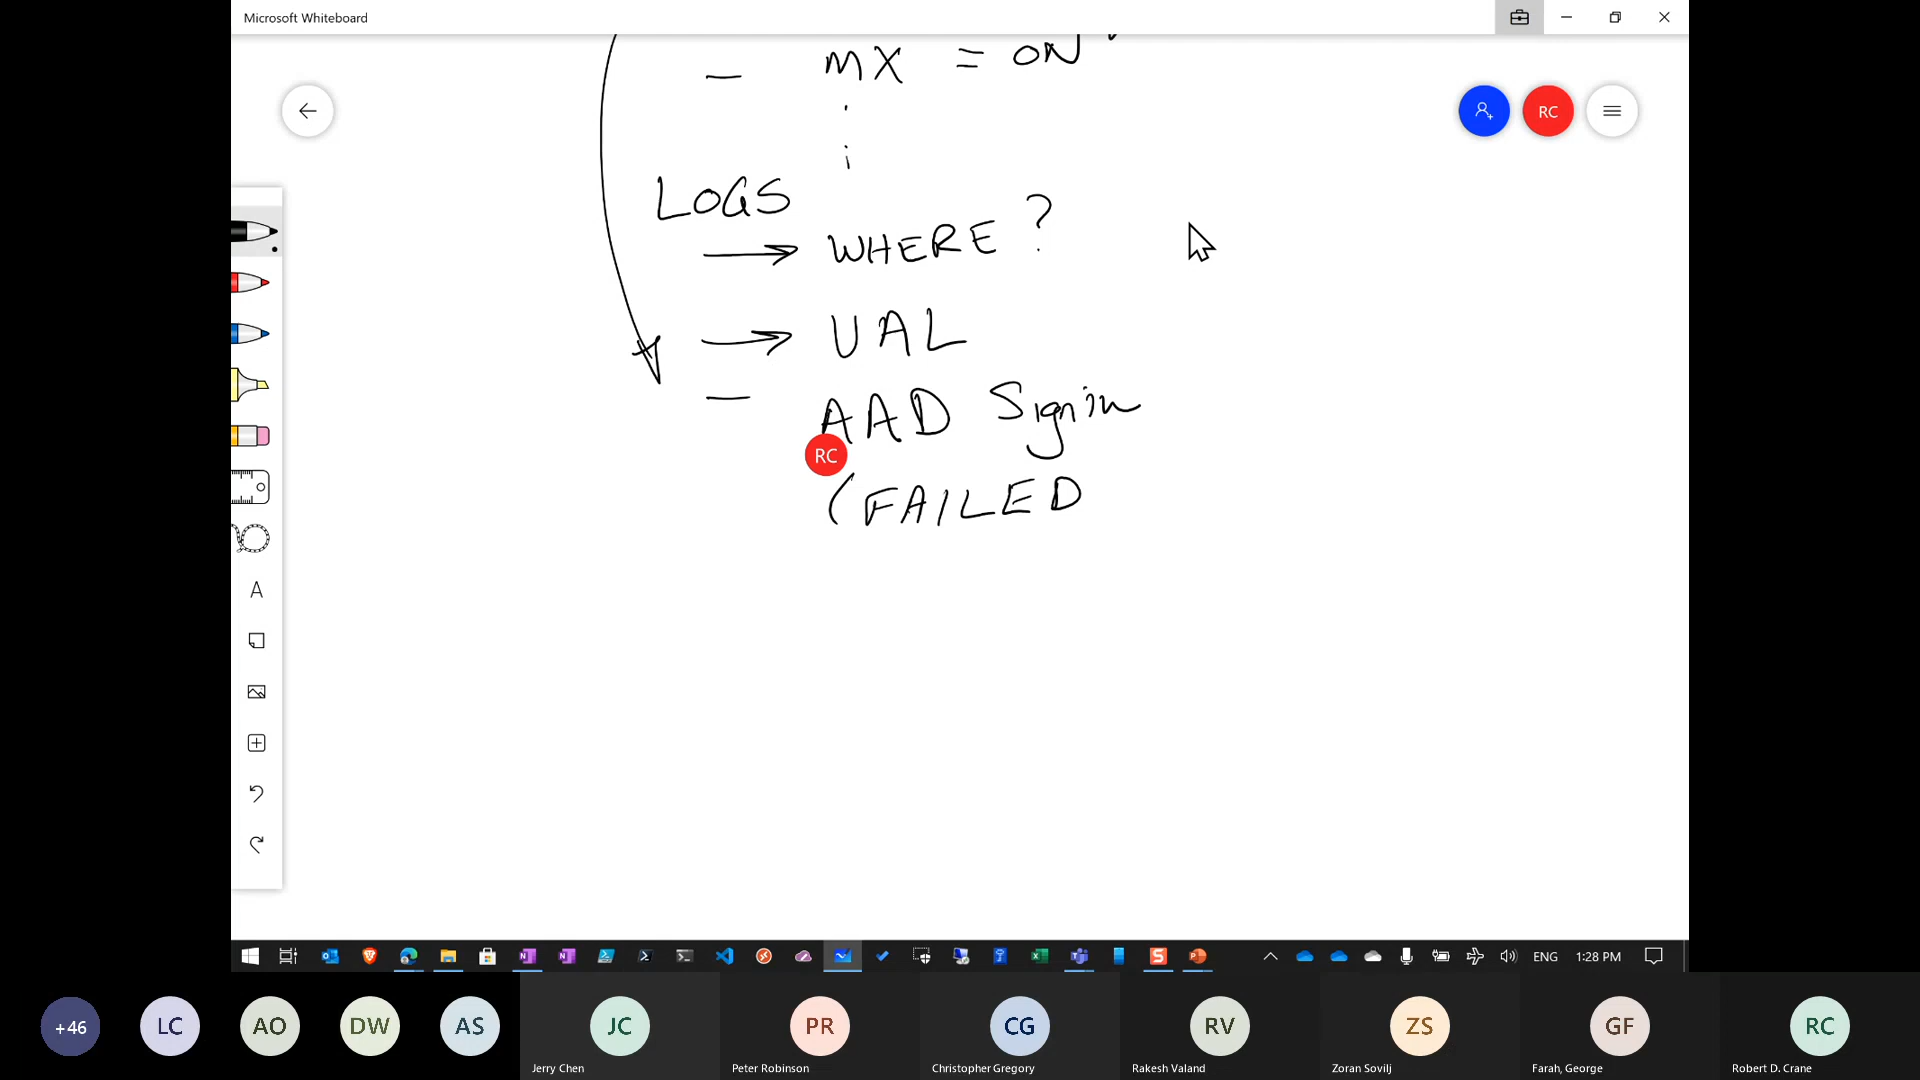 Microsoft Whiteboard
– MX = ON
LOGS
→ WHERE ?
→ UAL
– AAD Signin
(FAILED
RC
RC
A
ENG 1:28 PM
+46 LC AO DW AS JC PR CG RV ZS GF RC
Jerry Chen Peter Robinson Christopher Gregory Rakesh Valand Zoran Sovilj Farah, George Robert D. Crane